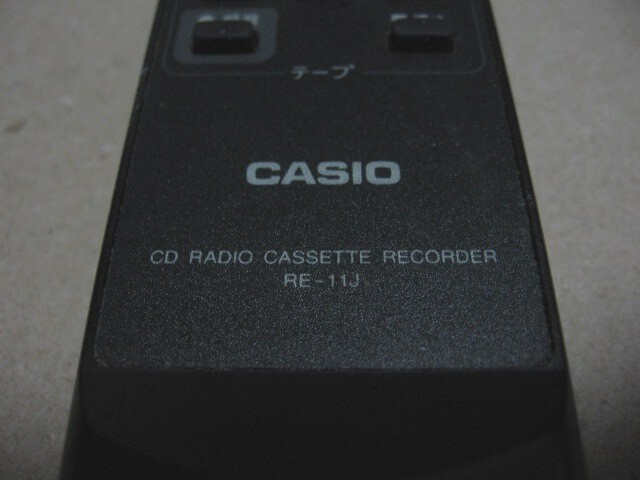 テープ
CASIO
CD RADIO CASSETTE RECORDER
RE-11J